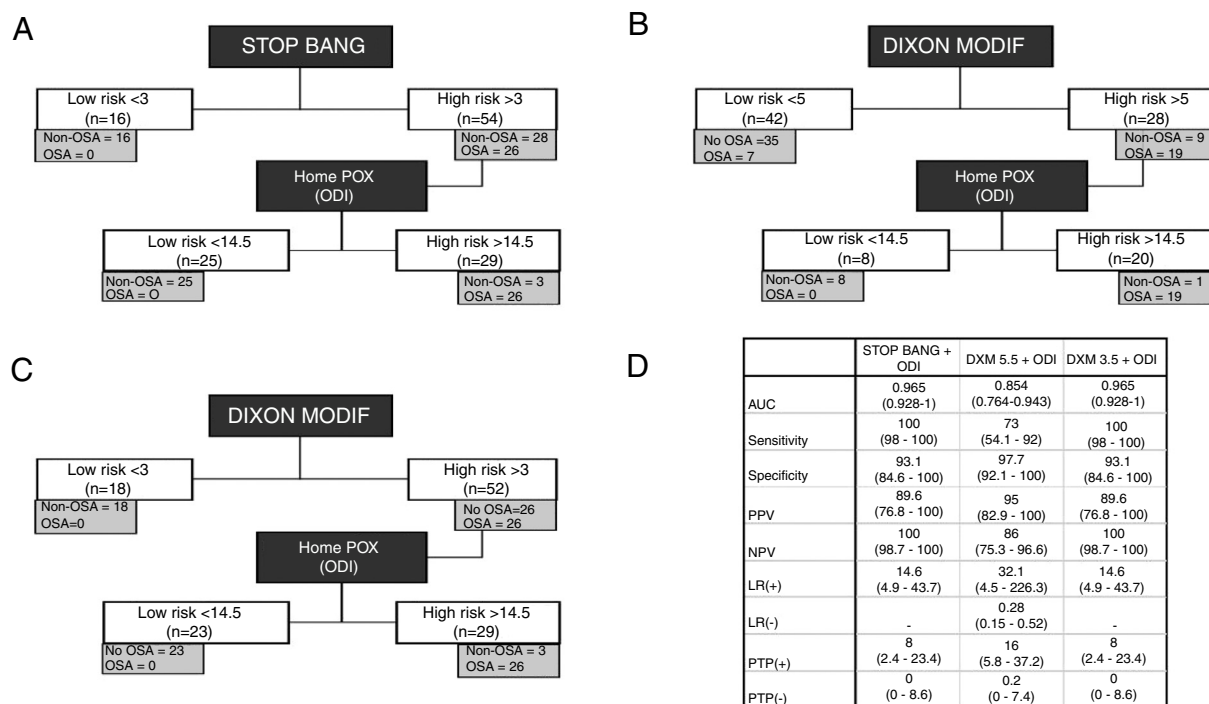 A
STOP BANG
Low risk <3
(n=16)
Non-OSA = 16
OSA = 0
High risk >3
(n=54)
Non-OSA = 28
OSA = 26
Home POX
(ODI)
Low risk <14.5
(n=25)
Non-OSA = 25
OSA = O
High risk >14.5
(n=29)
Non-OSA = 3
OSA = 26
B
DIXON MODIF
Low risk <5
(n=42)
No OSA =35
OSA = 7
High risk >5
(n=28)
Non-OSA = 9
OSA = 19
Home POX
(ODI)
Low risk <14.5
(n=8)
Non-OSA = 8
OSA = 0
High risk >14.5
(n=20)
Non-OSA = 1
OSA = 19
C
DIXON MODIF
Low risk <3
(n=18)
Non-OSA = 18
OSA=0
High risk >3
(n=52)
No OSA=26
OSA = 26
Home POX
(ODI)
Low risk <14.5
(n=23)
No OSA = 23
OSA = 0
High risk >14.5
(n=29)
Non-OSA = 3
OSA = 26
D
STOP BANG + ODI DXM 5.5 + ODI DXM 3.5 + ODI
AUC 0.965 0.854 0.965
(0.928-1) (0.764-0.943) (0.928-1)
Sensitivity 100 73 100
(98 - 100) (54.1 - 92) (98 - 100)
Specificity 93.1 97.7 93.1
(84.6 - 100) (92.1 - 100) (84.6 - 100)
PPV 89.6 95 89.6
(76.8 - 100) (82.9 - 100) (76.8 - 100)
NPV 100 86 100
(98.7 - 100) (75.3 - 96.6) (98.7 - 100)
LR(+) 14.6 32.1 14.6
(4.9 - 43.7) (4.5 - 226.3) (4.9 - 43.7)
LR(-) - 0.28 -
(0.15 - 0.52)
PTP(+) 8 16 8
(2.4 - 23.4) (5.8 - 37.2) (2.4 - 23.4)
PTP(-) 0 0.2 0
(0 - 8.6) (0 - 7.4) (0 - 8.6)